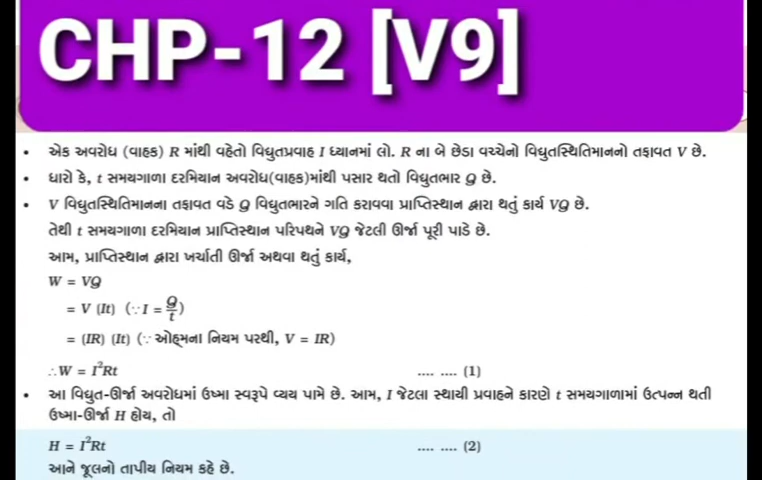 CHP-12 [V9]
• એક અવરોધ (વાહક) R માંથી વહેતો વિદ્યુતપ્રવાહ I ધ્યાનમાં લો. R ના બે છેડા વચ્ચેનો વિદ્યુતસ્થિતિમાનનો તફાવત V છે.
• ધારો કે, t સમયગાળા દરમિયાન અવરોધ(વાહક)માંથી પસાર થતો વિદ્યુતભાર Q છે.
• V વિદ્યુતસ્થિતિમાનના તફાવત વડે Q વિદ્યુતભારને ગતિ કરાવવા પ્રાપ્તિસ્થાન દ્વારા થતું કાર્ય VQ છે.
તેથી t સમયગાળા દરમિયાન પ્રાપ્તિસ્થાન પરિપથને VQ જેટલી ઊર્જા પૂરી પાડે છે.
આમ, પ્રાપ્તિસ્થાન દ્વારા ખર્ચાતી ઊર્જા અથવા થતું કાર્ય,
W = VQ
= V (It) (∵ I = Q/t)
= (IR) (It) (∵ ઓહ્મના નિયમ પરથી, V = IR)
∴ W = I²Rt .... .... (1)
• આ વિદ્યુત-ઊર્જા અવરોધમાં ઉષ્મા સ્વરૂપે વ્યય પામે છે. આમ, I જેટલા સ્થાયી પ્રવાહને કારણે t સમયગાળામાં ઉત્પન્ન થતી
ઉષ્મા-ઊર્જા H હોય, તો
H = I²Rt .... .... (2)
આને જૂલનો તાપીય નિયમ કહે છે.